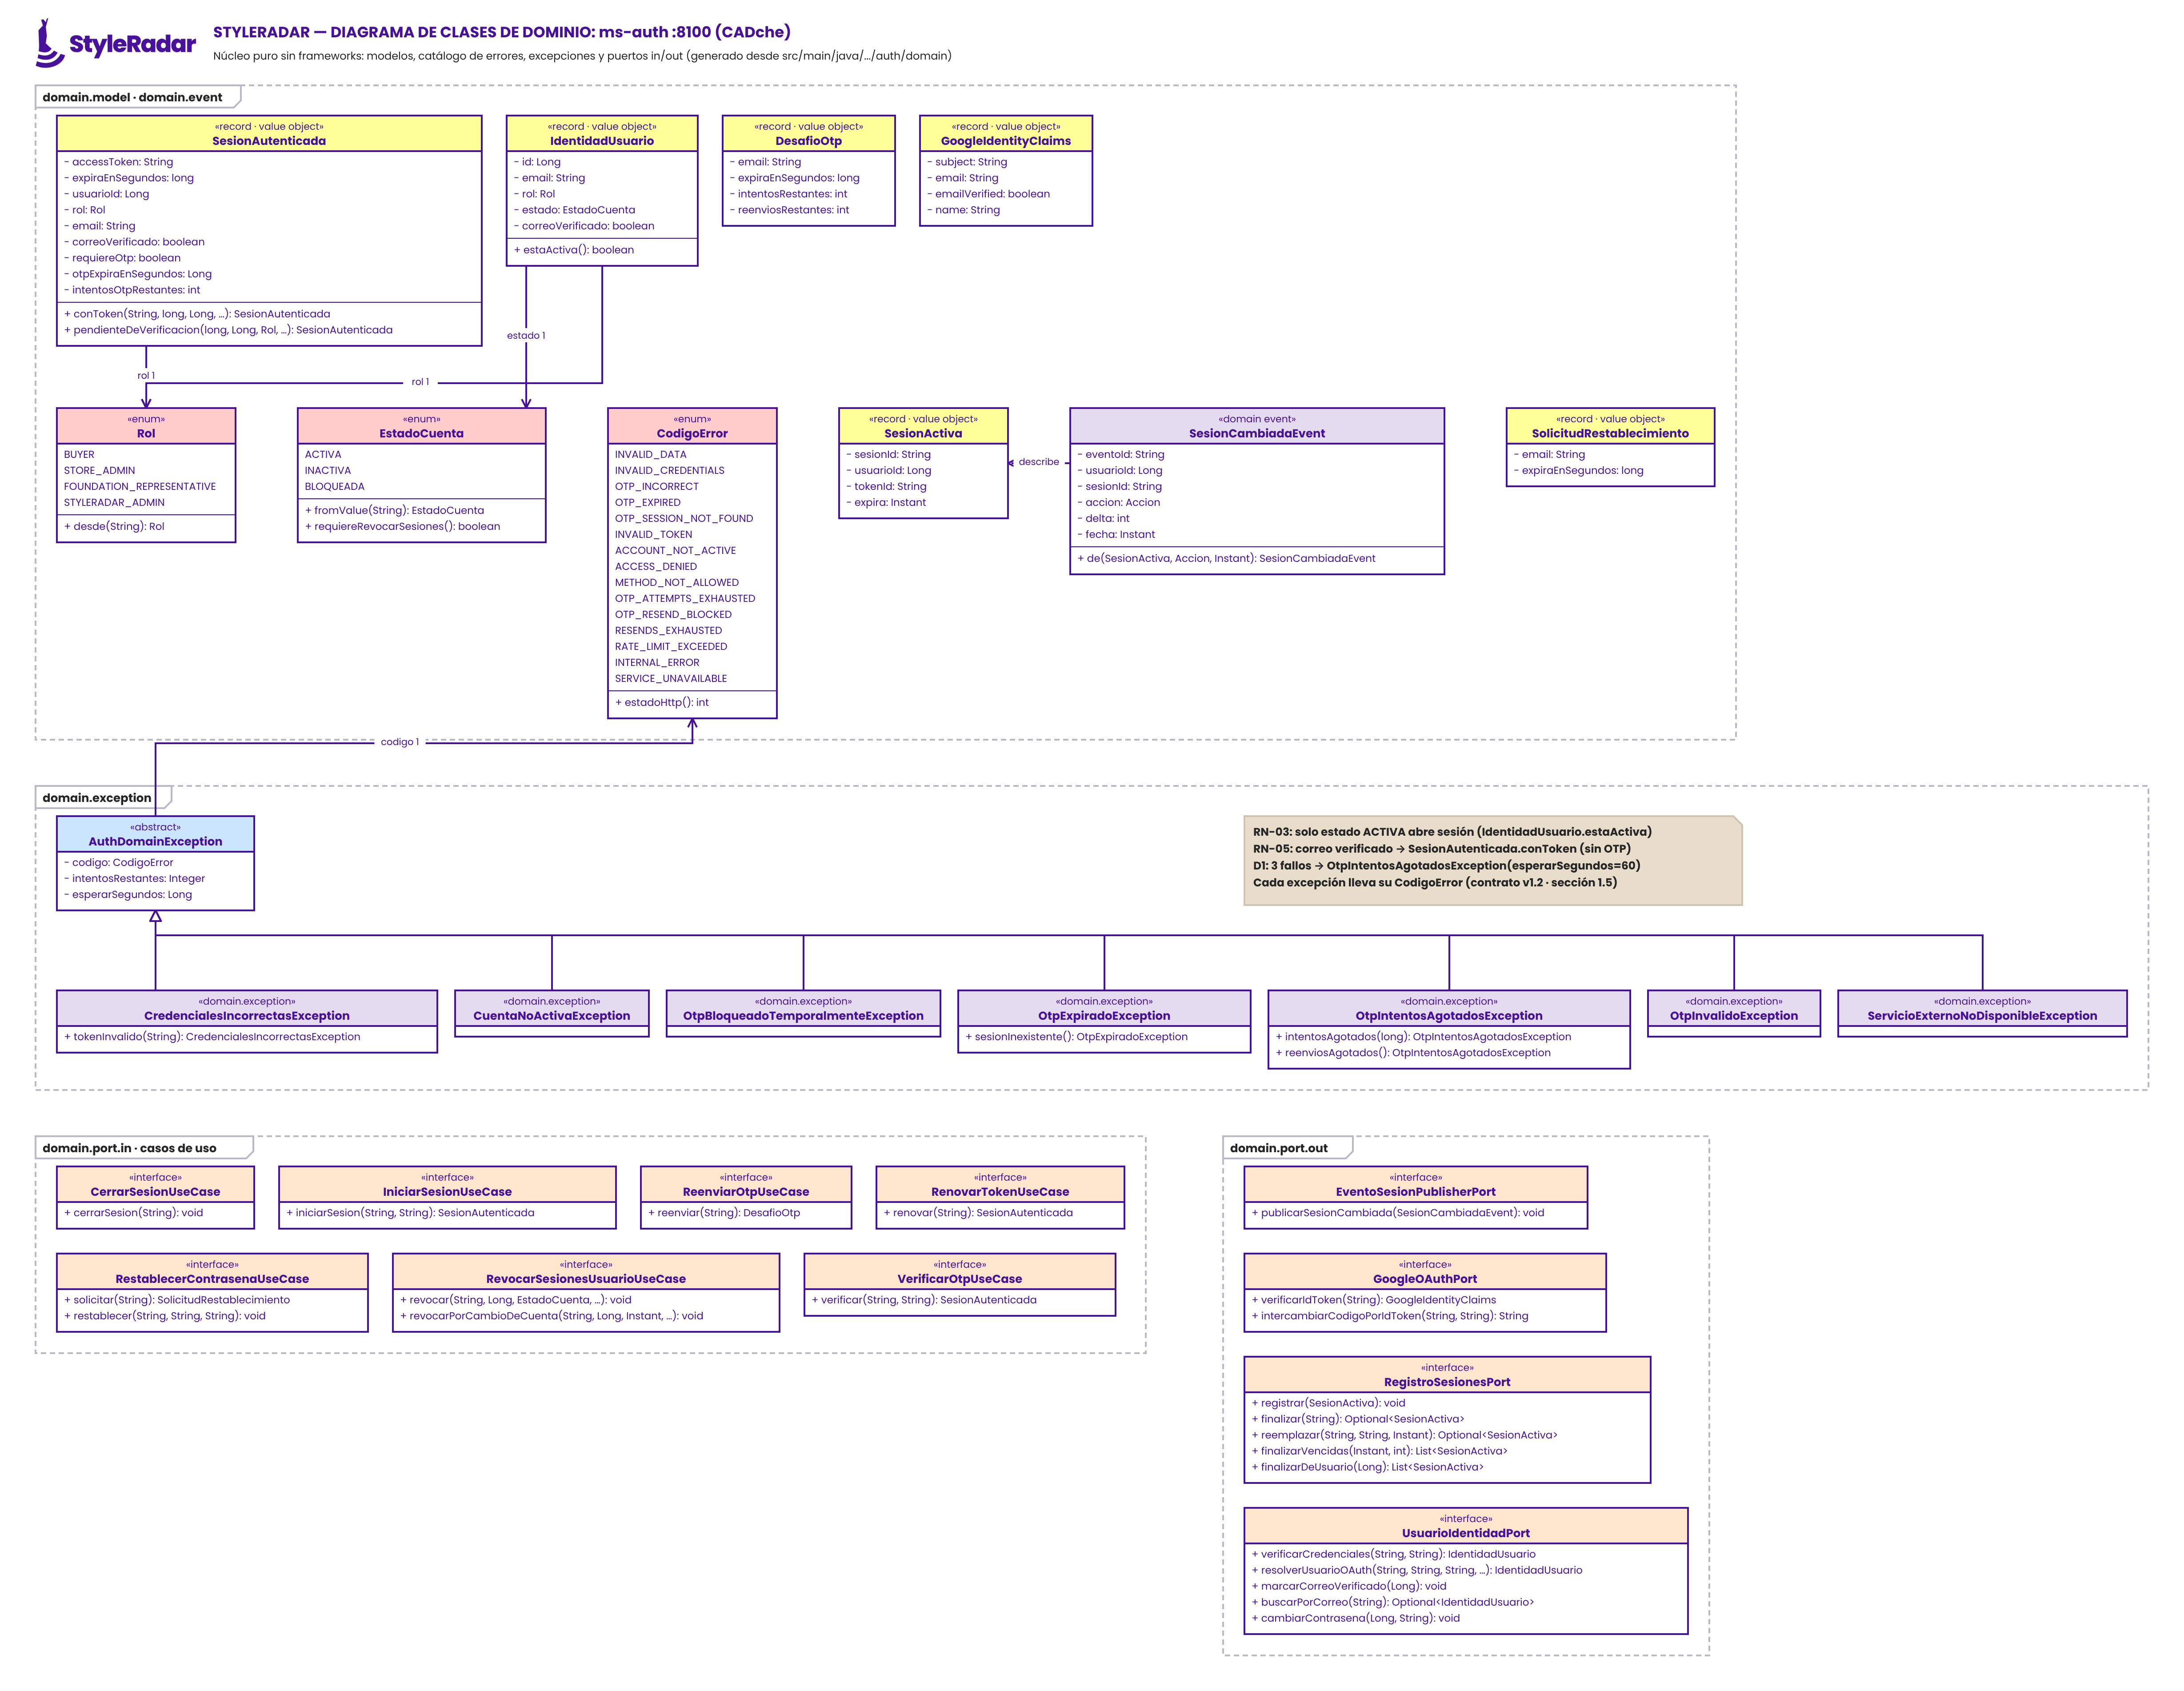 StyleRadar
STYLERADAR — DIAGRAMA DE CLASES DE DOMINIO: ms-auth :8100 (CADche)
Núcleo puro sin frameworks: modelos, catálogo de errores, excepciones y puertos in/out (generado desde src/main/java/.../auth/domain)
domain.model · domain.event
«record · value object»
SesionAutenticada
- accessToken: String
- expiraEnSegundos: long
- usuarioId: Long
- rol: Rol
- email: String
- correoVerificado: boolean
- requiereOtp: boolean
- otpExpiraEnSegundos: Long
- intentosOtpRestantes: int
+ conToken(String, long, Long, ...): SesionAutenticada
+ pendienteDeVerificacion(long, Long, Rol, ...): SesionAutenticada
«record · value object»
IdentidadUsuario
- id: Long
- email: String
- rol: Rol
- estado: EstadoCuenta
- correoVerificado: boolean
+ estaActiva(): boolean
«record · value object»
DesafioOtp
- email: String
- expiraEnSegundos: long
- intentosRestantes: int
- reenviosRestantes: int
«record · value object»
GoogleIdentityClaims
- subject: String
- email: String
- emailVerified: boolean
- name: String
estado 1
rol 1
rol 1
«enum»
Rol
BUYER
STORE_ADMIN
FOUNDATION_REPRESENTATIVE
STYLERADAR_ADMIN
+ desde(String): Rol
«enum»
EstadoCuenta
ACTIVA
INACTIVA
BLOQUEADA
+ fromValue(String): EstadoCuenta
+ requiereRevocarSesiones(): boolean
«enum»
CodigoError
INVALID_DATA
INVALID_CREDENTIALS
OTP_INCORRECT
OTP_EXPIRED
OTP_SESSION_NOT_FOUND
INVALID_TOKEN
ACCOUNT_NOT_ACTIVE
ACCESS_DENIED
METHOD_NOT_ALLOWED
OTP_ATTEMPTS_EXHAUSTED
OTP_RESEND_BLOCKED
RESENDS_EXHAUSTED
RATE_LIMIT_EXCEEDED
INTERNAL_ERROR
SERVICE_UNAVAILABLE
+ estadoHttp(): int
«record · value object»
SesionActiva
- sesionId: String
- usuarioId: Long
- tokenId: String
- expira: Instant
describe
«domain event»
SesionCambiadaEvent
- eventoId: String
- usuarioId: Long
- sesionId: String
- accion: Accion
- delta: int
- fecha: Instant
+ de(SesionActiva, Accion, Instant): SesionCambiadaEvent
«record · value object»
SolicitudRestablecimiento
- email: String
- expiraEnSegundos: long
codigo 1
domain.exception
«abstract»
AuthDomainException
- codigo: CodigoError
- intentosRestantes: Integer
- esperarSegundos: Long
RN-03: solo estado ACTIVA abre sesión (IdentidadUsuario.estaActiva)
RN-05: correo verificado → SesionAutenticada.conToken (sin OTP)
D1: 3 fallos → OtpIntentosAgotadosException(esperarSegundos=60)
Cada excepción lleva su CodigoError (contrato v1.2 · sección 1.5)
«domain.exception»
CredencialesIncorrectasException
+ tokenInvalido(String): CredencialesIncorrectasException
«domain.exception»
CuentaNoActivaException
«domain.exception»
OtpBloqueadoTemporalmenteException
«domain.exception»
OtpExpiradoException
+ sesionInexistente(): OtpExpiradoException
«domain.exception»
OtpIntentosAgotadosException
+ intentosAgotados(long): OtpIntentosAgotadosException
+ reenviosAgotados(): OtpIntentosAgotadosException
«domain.exception»
OtpInvalidoException
«domain.exception»
ServicioExternoNoDisponibleException
domain.port.in · casos de uso
«interface»
CerrarSesionUseCase
+ cerrarSesion(String): void
«interface»
IniciarSesionUseCase
+ iniciarSesion(String, String): SesionAutenticada
«interface»
ReenviarOtpUseCase
+ reenviar(String): DesafioOtp
«interface»
RenovarTokenUseCase
+ renovar(String): SesionAutenticada
«interface»
RestablecerContrasenaUseCase
+ solicitar(String): SolicitudRestablecimiento
+ restablecer(String, String, String): void
«interface»
RevocarSesionesUsuarioUseCase
+ revocar(String, Long, EstadoCuenta, ...): void
+ revocarPorCambioDeCuenta(String, Long, Instant, ...): void
«interface»
VerificarOtpUseCase
+ verificar(String, String): SesionAutenticada
domain.port.out
«interface»
EventoSesionPublisherPort
+ publicarSesionCambiada(SesionCambiadaEvent): void
«interface»
GoogleOAuthPort
+ verificarIdToken(String): GoogleIdentityClaims
+ intercambiarCodigoPorIdToken(String, String): String
«interface»
RegistroSesionesPort
+ registrar(SesionActiva): void
+ finalizar(String): Optional<SesionActiva>
+ reemplazar(String, String, Instant): Optional<SesionActiva>
+ finalizarVencidas(Instant, int): List<SesionActiva>
+ finalizarDeUsuario(Long): List<SesionActiva>
«interface»
UsuarioIdentidadPort
+ verificarCredenciales(String, String): IdentidadUsuario
+ resolverUsuarioOAuth(String, String, String, ...): IdentidadUsuario
+ marcarCorreoVerificado(Long): void
+ buscarPorCorreo(String): Optional<IdentidadUsuario>
+ cambiarContrasena(Long, String): void